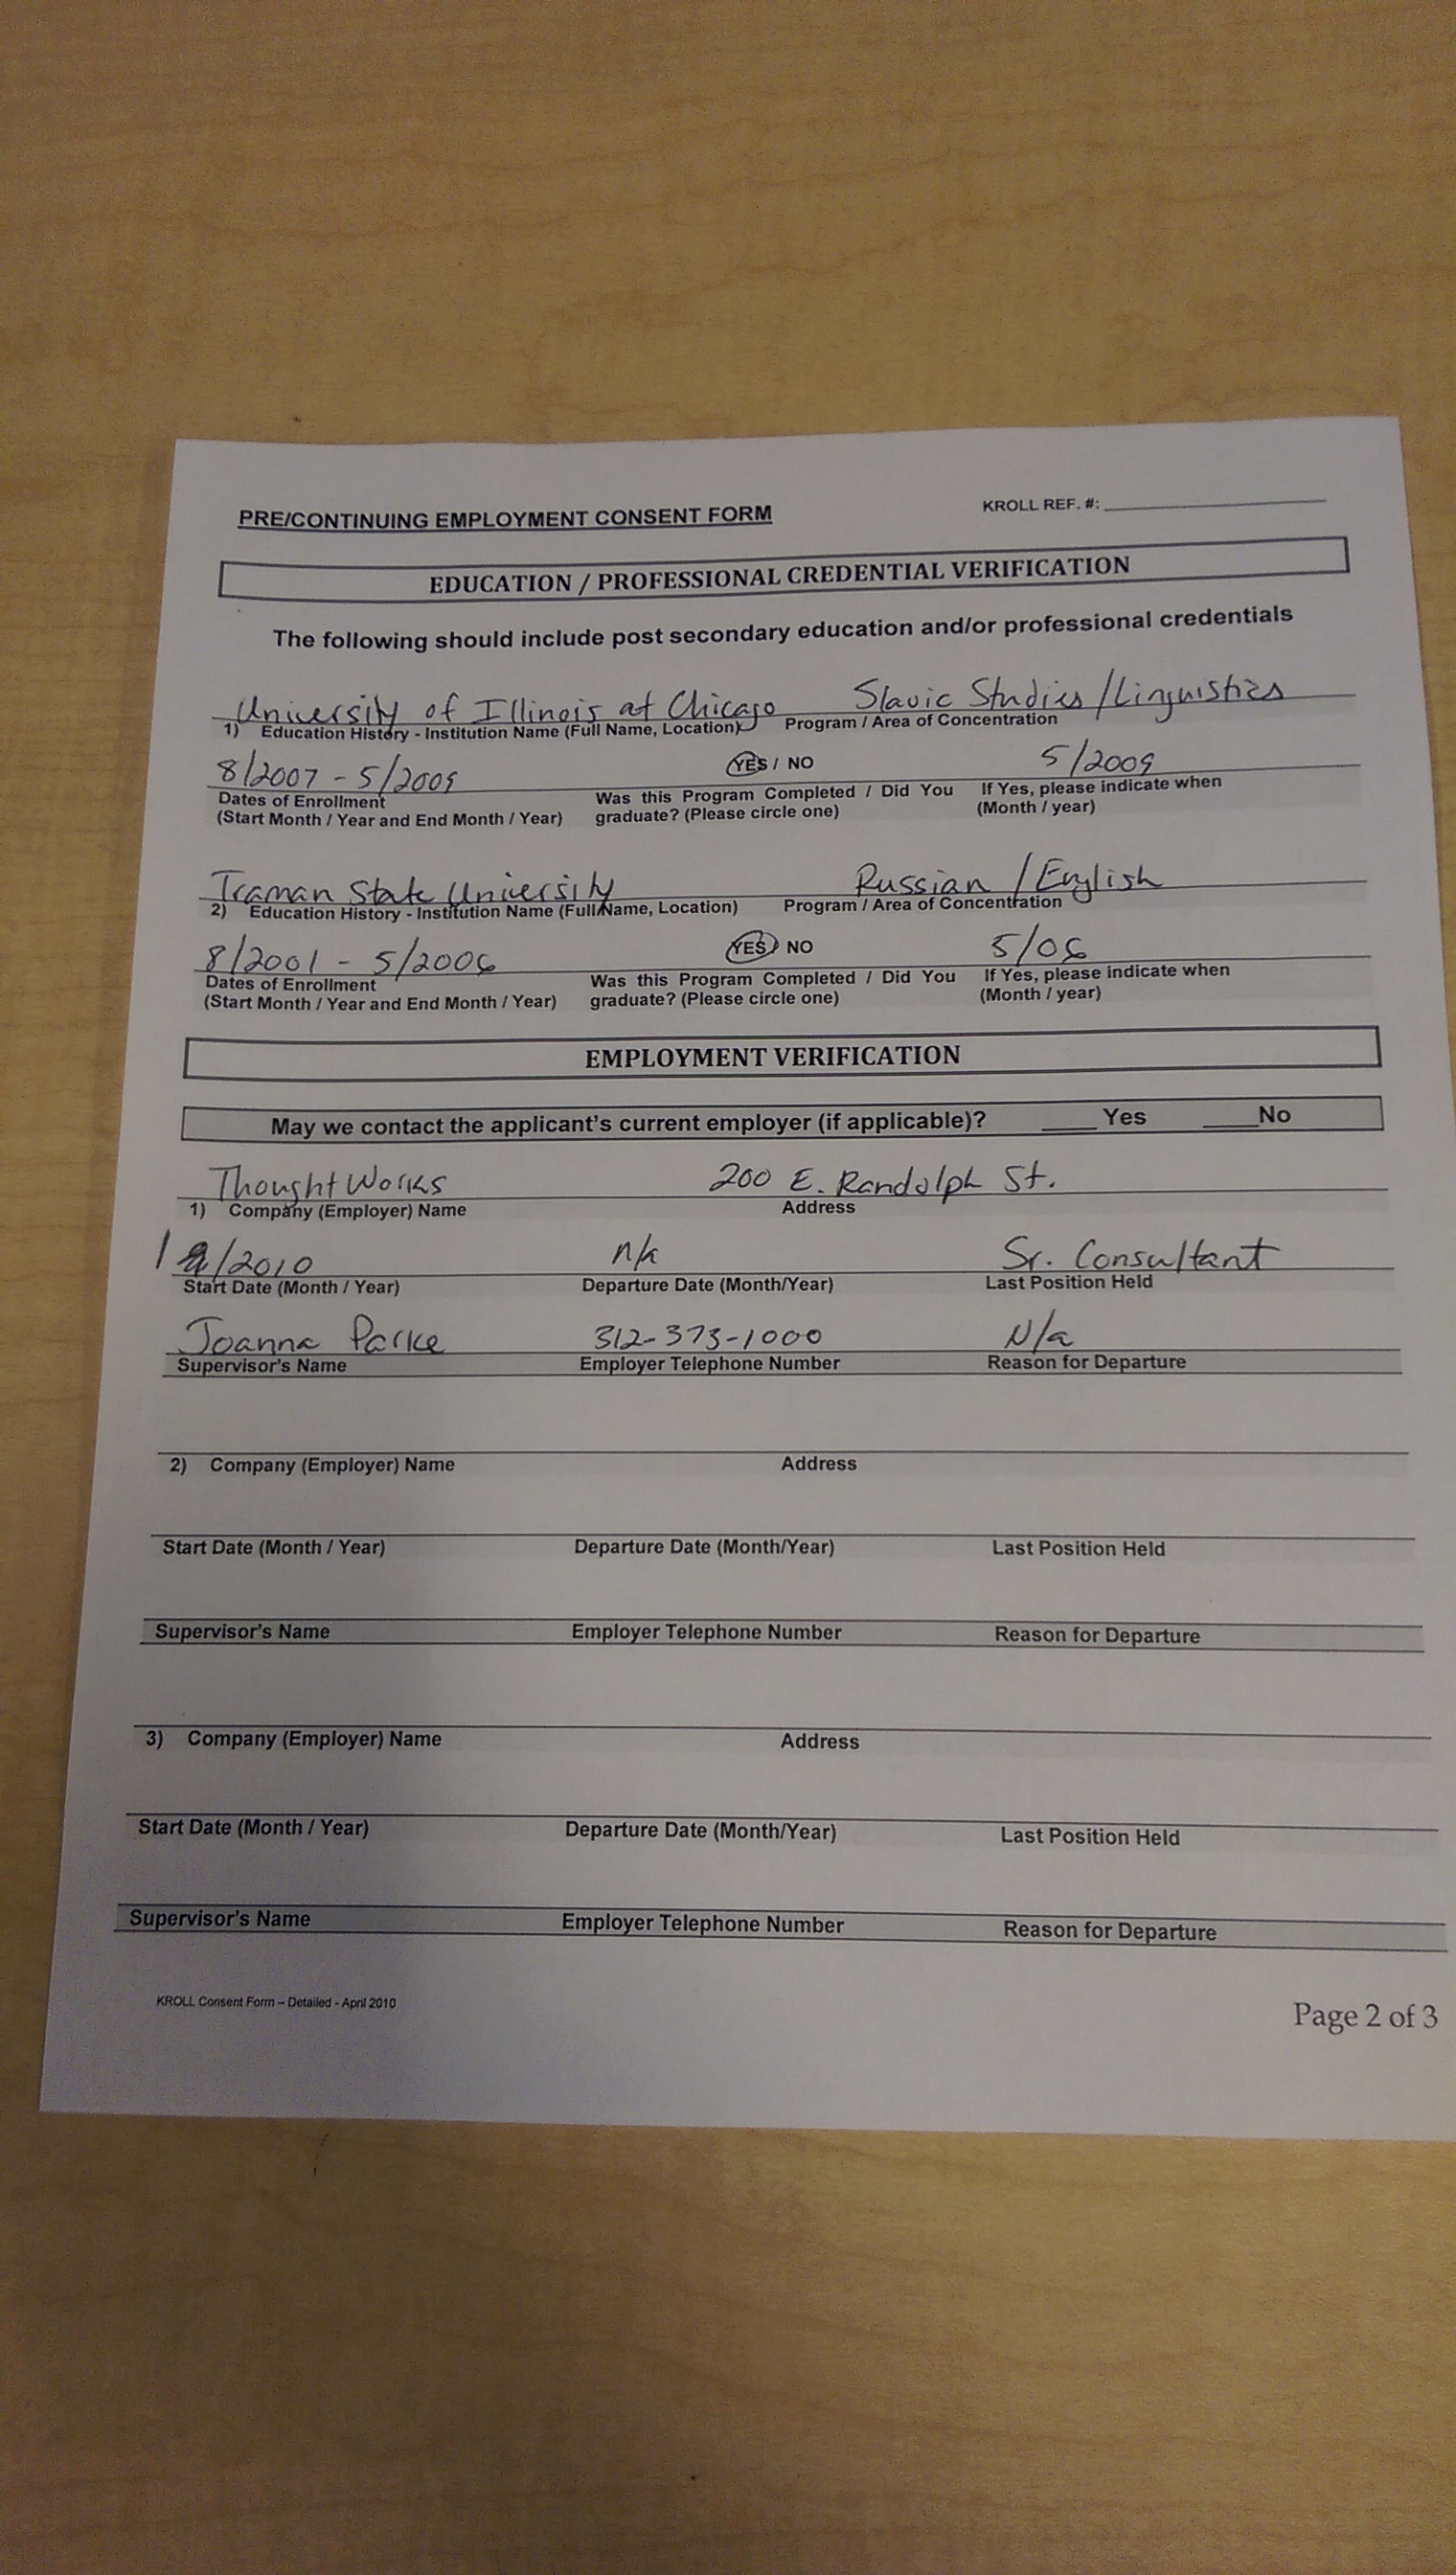 PRE/CONTINUING EMPLOYMENT CONSENT FORM KROLL REF. #:
EDUCATION / PROFESSIONAL CREDENTIAL VERIFICATION
The following should include post secondary education and/or professional credentials
University of Illinois at Chicago Slavic Studies/Linguistics
1) Education History - Institution Name (Full Name, Location) Program / Area of Concentration
8/2007 - 5/2009 YES / NO 5/2009
Dates of Enrollment Was this Program Completed / Did You If Yes, please indicate when
(Start Month / Year and End Month / Year) graduate? (Please circle one) (Month / year)
State University Russian / English
2) Education History - Institution Name (Full Name, Location) Program / Area of Concentration
8/2001 - 5/2006 YES / NO 5/06
Dates of Enrollment Was this Program Completed / Did You If Yes, please indicate when
(Start Month / Year and End Month / Year) graduate? (Please circle one) (Month / year)
EMPLOYMENT VERIFICATION
May we contact the applicant's current employer (if applicable)? ____ Yes ____No
ThoughtWorks 200 E. Randolph St.
1) Company (Employer) Name Address
/2010 n/a Sr. Consultant
Start Date (Month / Year) Departure Date (Month/Year) Last Position Held
Joanna Parke 312-373-1000 N/a
Supervisor's Name Employer Telephone Number Reason for Departure
2) Company (Employer) Name Address
Start Date (Month / Year) Departure Date (Month/Year) Last Position Held
Supervisor's Name Employer Telephone Number Reason for Departure
3) Company (Employer) Name Address
Start Date (Month / Year) Departure Date (Month/Year) Last Position Held
Supervisor's Name Employer Telephone Number Reason for Departure
KROLL Consent Form – Detailed - April 2010
Page 2 of 3